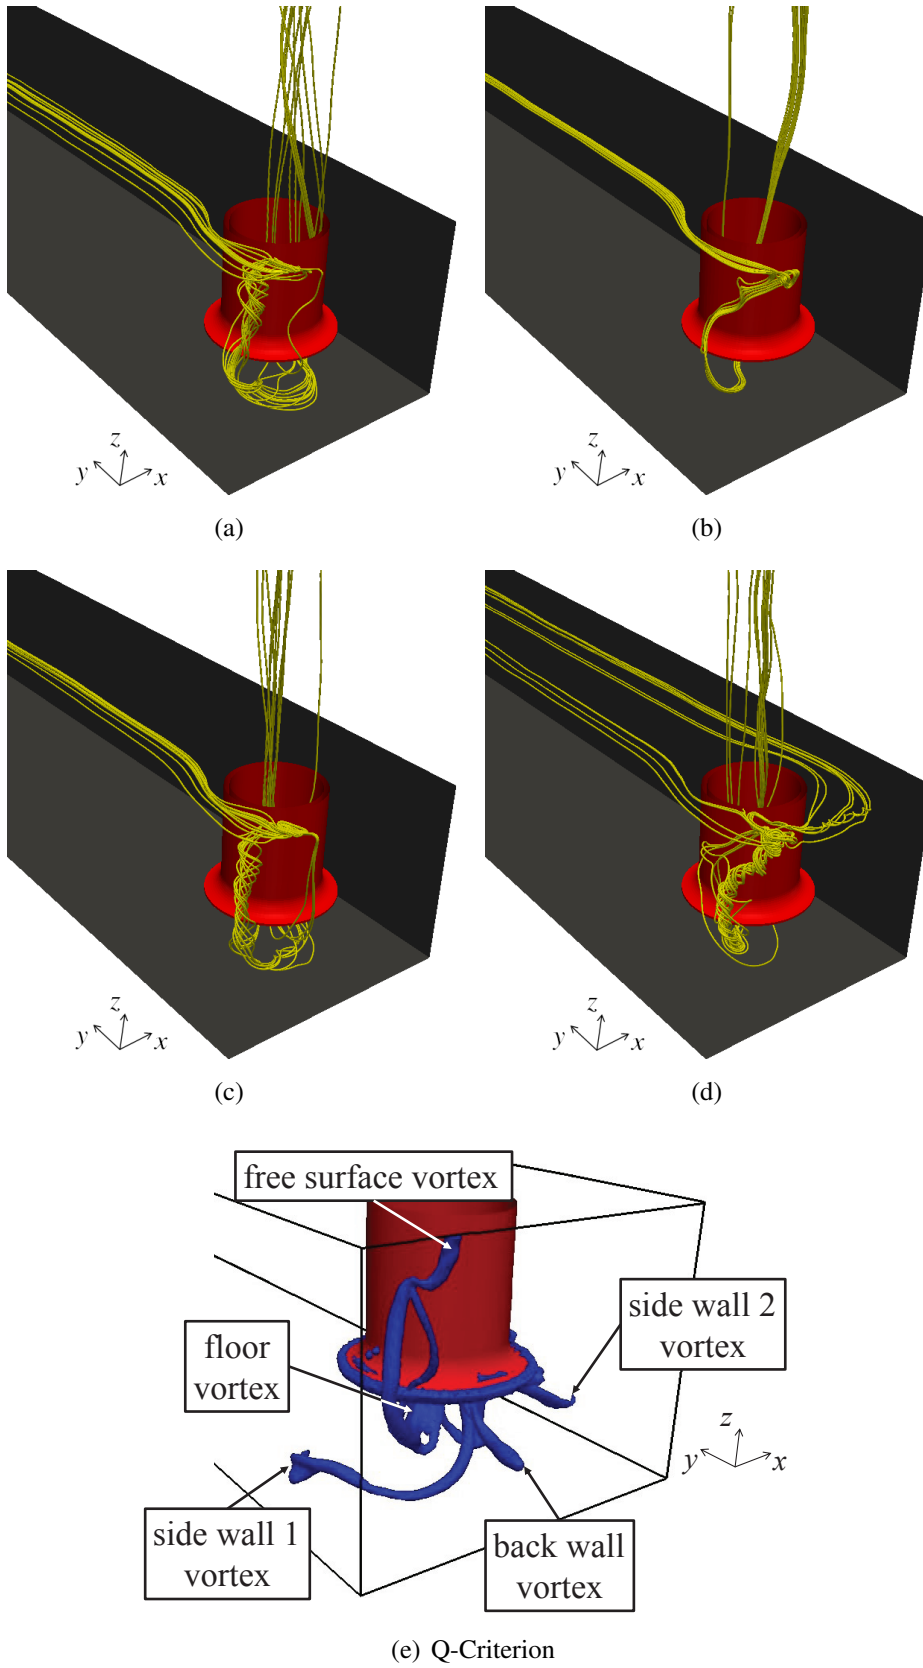 z
y
x
(a)
z
y
x
(b)
z
y
x
(c)
z
y
x
(d)
free surface vortex
side wall 2
vortex
floor
vortex
z
y
x
side wall 1
vortex
back wall
vortex
(e) Q-Criterion